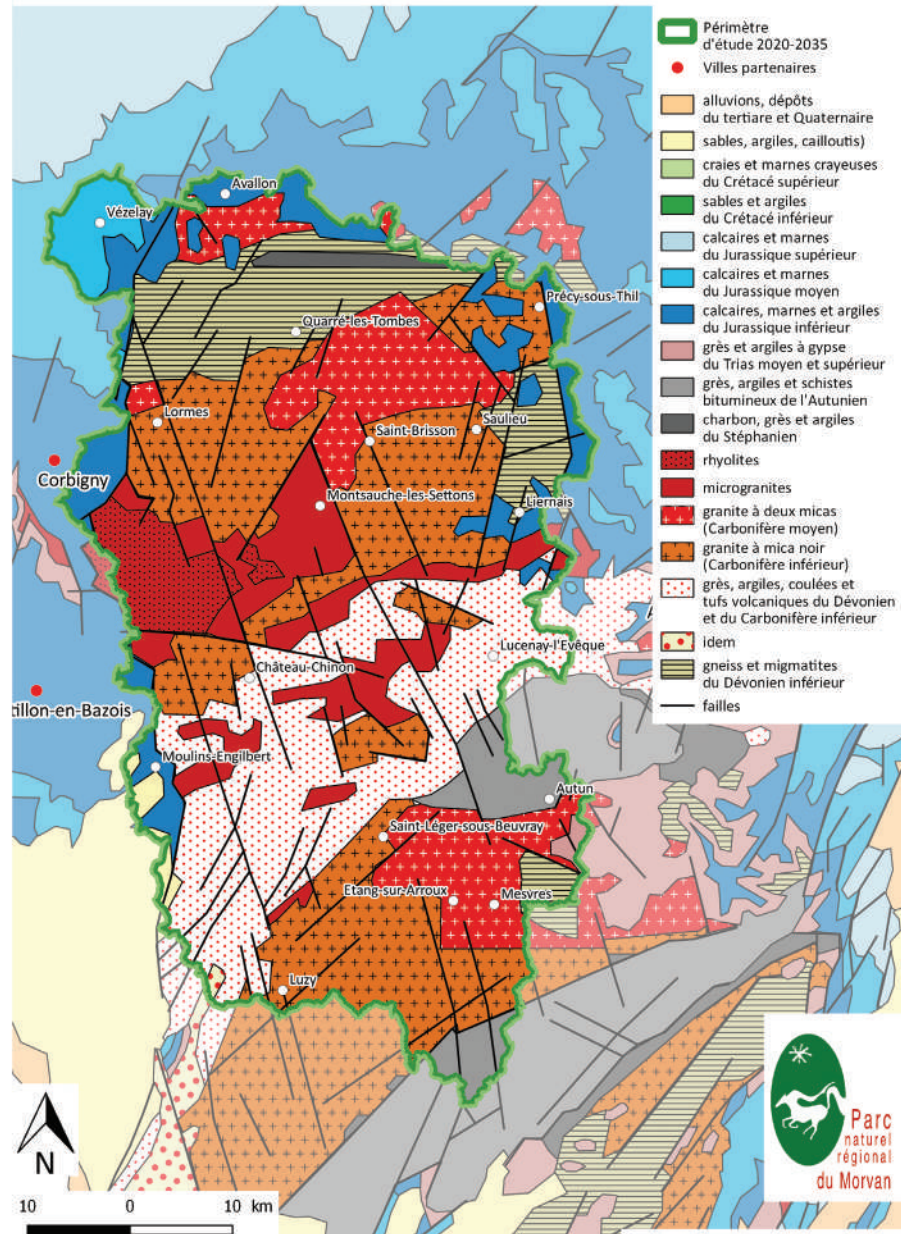 Périmètre
d'étude 2020-2035
Villes partenaires
alluvions, dépôts
du tertiare et Quaternaire
sables, argiles, cailloutis)
craies et marnes crayeuses
du Crétacé supérieur
sables et argiles
du Crétacé inférieur
calcaires et marnes
du Jurassique supérieur
calcaires et marnes
du Jurassique moyen
calcaires, marnes et argiles
du Jurassique inférieur
grès et argiles à gypse
du Trias moyen et supérieur
grès, argiles et schistes
bitumineux de l'Autunien
charbon, grès et argiles
du Stéphanien
rhyolites
microgranites
granite à deux micas
(Carbonifère moyen)
granite à mica noir
(Carbonifère inférieur)
grès, argiles, coulées et
tufs volcaniques du Dévonien
et du Carbonifère inférieur
idem
gneiss et migmatites
du Dévonien inférieur
failles
Avallon
Vézelay
Précy-sous-Thil
Quarré-les-Tombes
Lormes
Saulieu
Saint-Brisson
Corbigny
Montsauche-les-Settons
Liernais
A
Lucenay-l'Evêque
Château-Chinon
tillon-en-Bazois
Moulins-Engilbert
Autun
Saint-Léger-sous-Beuvray
Etang-sur-Arroux
Mesvres
Luzy
N
10 0 10 km
Parc
naturel
régional
du Morvan